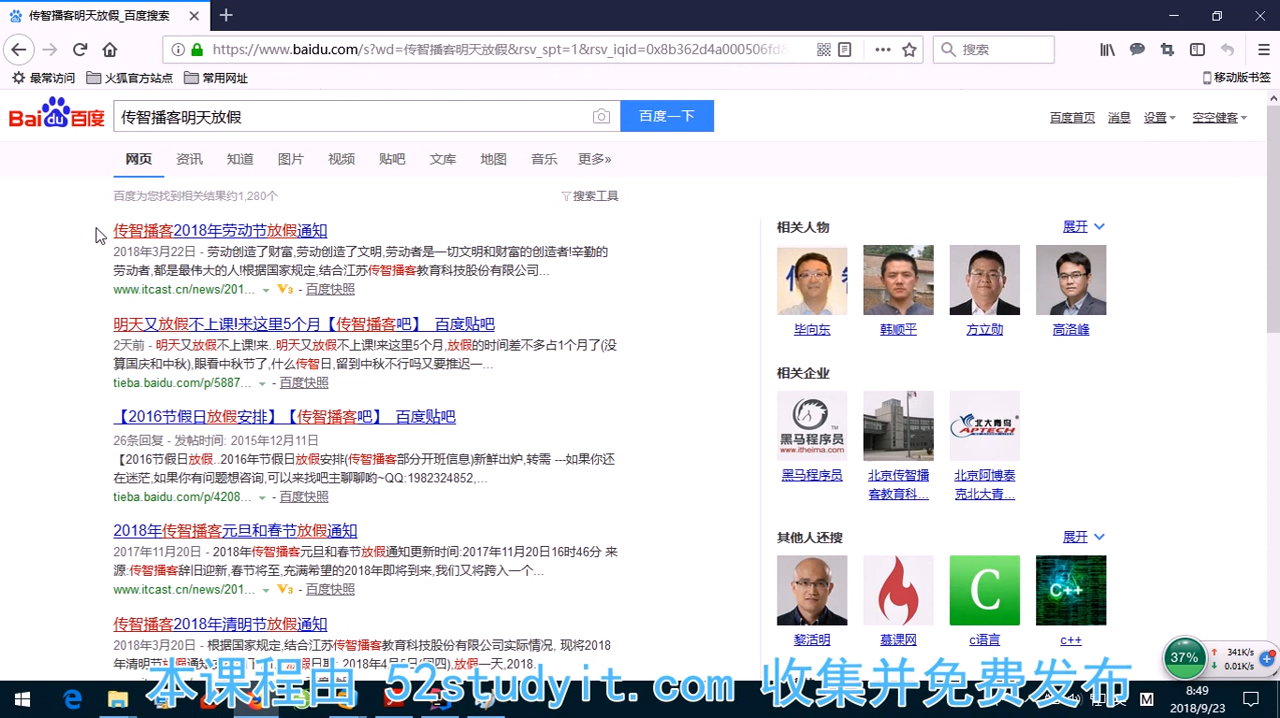 传智播客明天放假_百度搜索
https://www.baidu.com/s?wd=传智播客明天放假&rsv_spt=1&rsv_iqid=0x8b362d4a000506fd&
搜索
最常访问 火狐官方站点 常用网址
移动版书签
Bai du 百度
传智播客明天放假
百度一下
百度首页 消息 设置 空空健客
网页 资讯 知道 图片 视频 贴吧 文库 地图 音乐 更多»
百度为您找到相关结果约1,280个
搜索工具
传智播客2018年劳动节放假通知
2018年3月22日 - 劳动创造了财富,劳动创造了文明,劳动者是一切文明和财富的创造者!辛勤的
劳动者,都是最伟大的人!根据国家规定,结合江苏传智播客教育科技股份有限公司...
www.itcast.cn/news/201... V3 - 百度快照
明天又放假不上课!来这里5个月【传智播客吧】_百度贴吧
2天前 - 明天又放假不上课!来..明天又放假不上课!来这里5个月,放假的时间差不多占1个月了(没
算国庆和中秋),眼看中秋节了,什么传智日,留到中秋不行吗又要推迟一...
tieba.baidu.com/p/5887... - 百度快照
【2016节假日放假安排】【传智播客吧】_百度贴吧
26条回复 - 发帖时间: 2015年12月11日
【2016节假日放假..2016年节假日放假安排(传智播客部分开班信息)新鲜出炉,转需 ---如果你还
在迷茫,如果你有问题想咨询,可以来找吧主聊聊哟~QQ:1982324852,...
tieba.baidu.com/p/4208... - 百度快照
2018年传智播客元旦和春节放假通知
2017年11月20日 - 2018年传智播客元旦和春节放假通知更新时间:2017年11月20日16时46分 来
源:传智播客辞旧迎新,春节将至,充满希望的2018年即将到来,我们又将跨入一个...
www.itcast.cn/news/201... V3 - 百度快照
传智播客2018年清明节放假通知
2018年3月20日 - 根据国家规定,结合江苏传智播客教育科技股份有限公司实际情况, 现将2018
相关人物
展开
毕向东 韩顺平 方立勋 高洛峰
相关企业
黑马程序员
www.itheima.com
北大青鸟
APTECH
黑马程序员 北京传智播 北京阿博泰
客教育科... 克北大青...
其他人还搜
展开
C
C++
黎活明 慕课网 c语言 c++
37%
341K/s
0.01K/s
本课程由 52studyit.com 收集并免费发布
M
8:49
2018/9/23